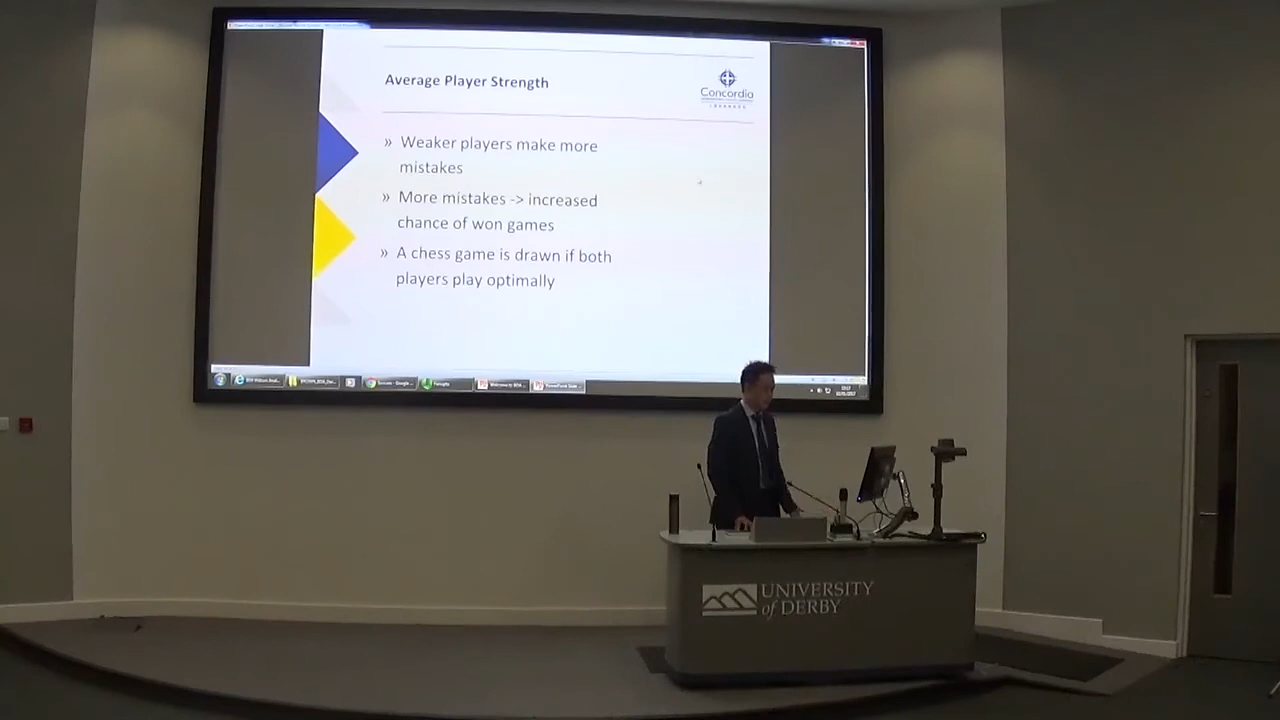 Average Player Strength
Concordia
» Weaker players make more
mistakes
» More mistakes -> increased
chance of won games
» A chess game is drawn if both
players play optimally
UNIVERSITY
of DERBY